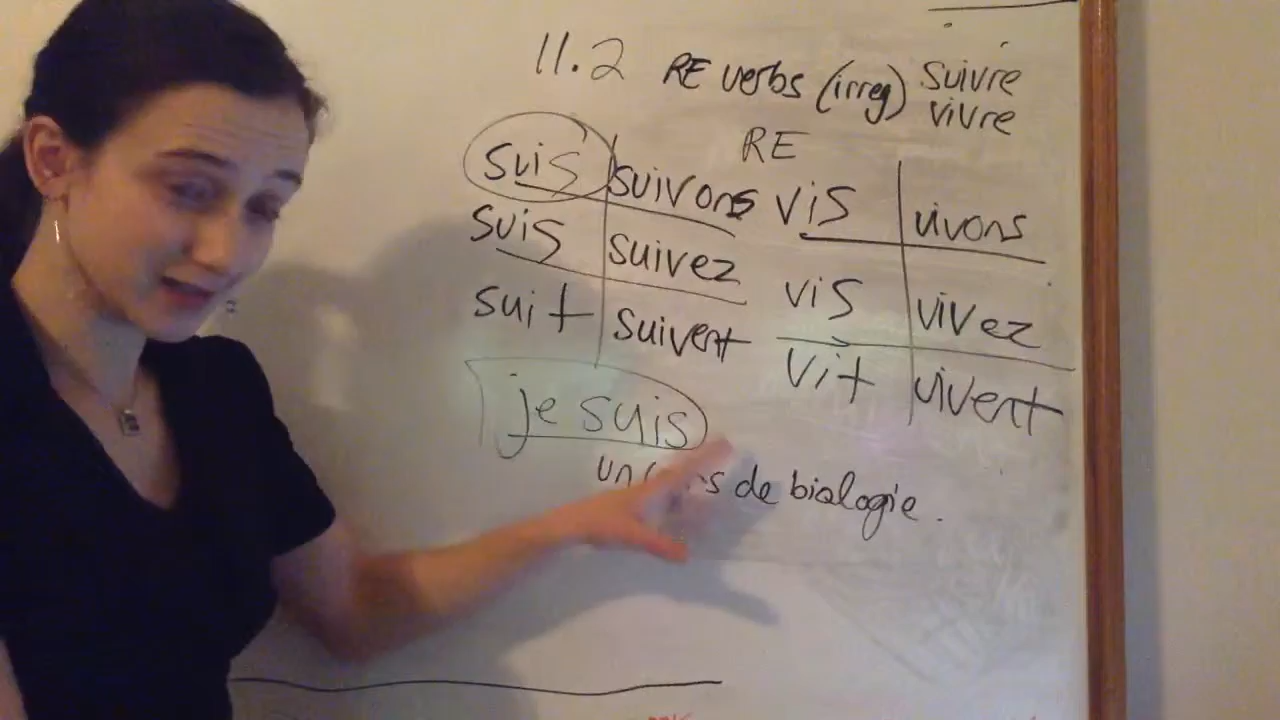 11.2 RE verbs (irreg) suivre
vivre
RE
suis suivons vis vivons
suis suivez vis vivez
suit suivent vit vivent
je suis
un de biologie.